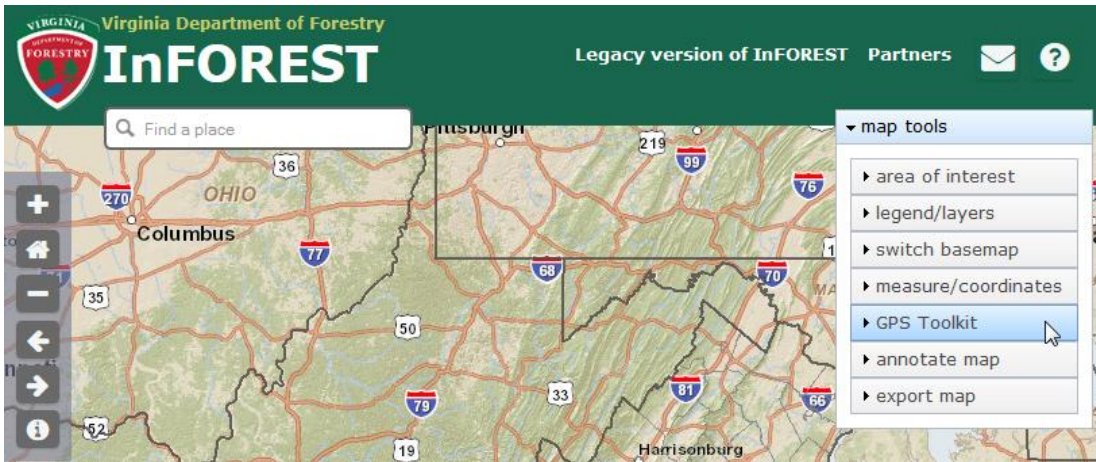 VIRGINIA
DEPARTMENT OF
FORESTRY
Virginia Department of Forestry
InFOREST
Legacy version of InFOREST Partners
?
Find a place
Pittsburgh
map tools
area of interest
legend/layers
switch basemap
measure/coordinates
GPS Toolkit
annotate map
export map
219
99
36
76
270
OHIO
Columbus
77
68
70
35
50
79
33
81
66
52
19
Harrisonburg